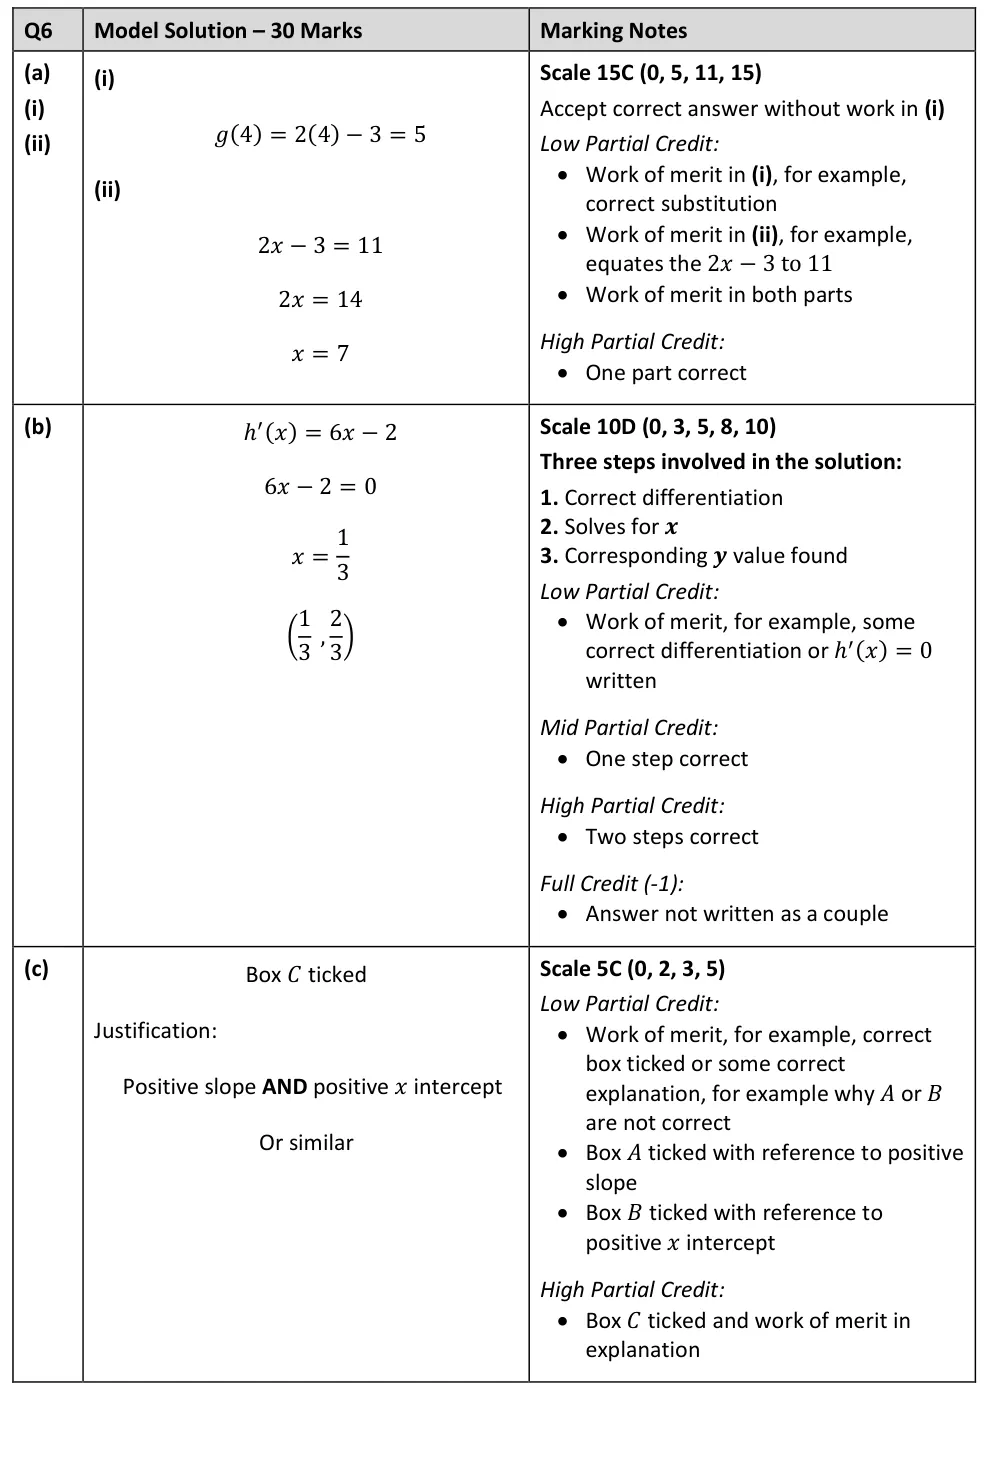 Q6 Model Solution – 30 Marks Marking Notes
(a)
(i)
(ii)
(i)
g(4) = 2(4) − 3 = 5
(ii)
2x − 3 = 11
2x = 14
x = 7
Scale 15C (0, 5, 11, 15)
Accept correct answer without work in (i)
Low Partial Credit:
• Work of merit in (i), for example,
correct substitution
• Work of merit in (ii), for example,
equates the 2x − 3 to 11
• Work of merit in both parts
High Partial Credit:
• One part correct
(b)
h′(x) = 6x − 2
6x − 2 = 0
x = 1/3
(1/3 , 2/3)
Scale 10D (0, 3, 5, 8, 10)
Three steps involved in the solution:
1. Correct differentiation
2. Solves for x
3. Corresponding y value found
Low Partial Credit:
• Work of merit, for example, some
correct differentiation or h′(x) = 0
written
Mid Partial Credit:
• One step correct
High Partial Credit:
• Two steps correct
Full Credit (-1):
• Answer not written as a couple
(c)
Box C ticked
Justification:
Positive slope AND positive x intercept
Or similar
Scale 5C (0, 2, 3, 5)
Low Partial Credit:
• Work of merit, for example, correct
box ticked or some correct
explanation, for example why A or B
are not correct
• Box A ticked with reference to positive
slope
• Box B ticked with reference to
positive x intercept
High Partial Credit:
• Box C ticked and work of merit in
explanation